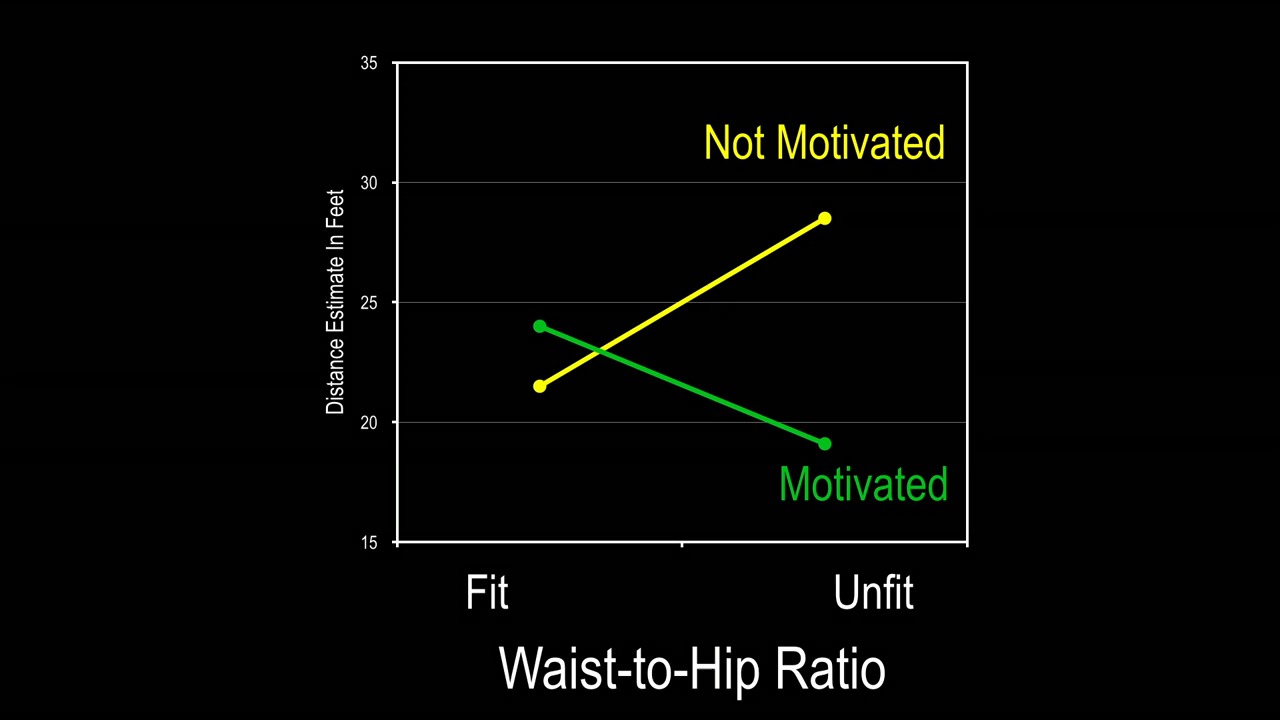 35
Not Motivated
30
Distance Estimate In Feet
25
20
Motivated
15
Fit
Unfit
Waist-to-Hip Ratio